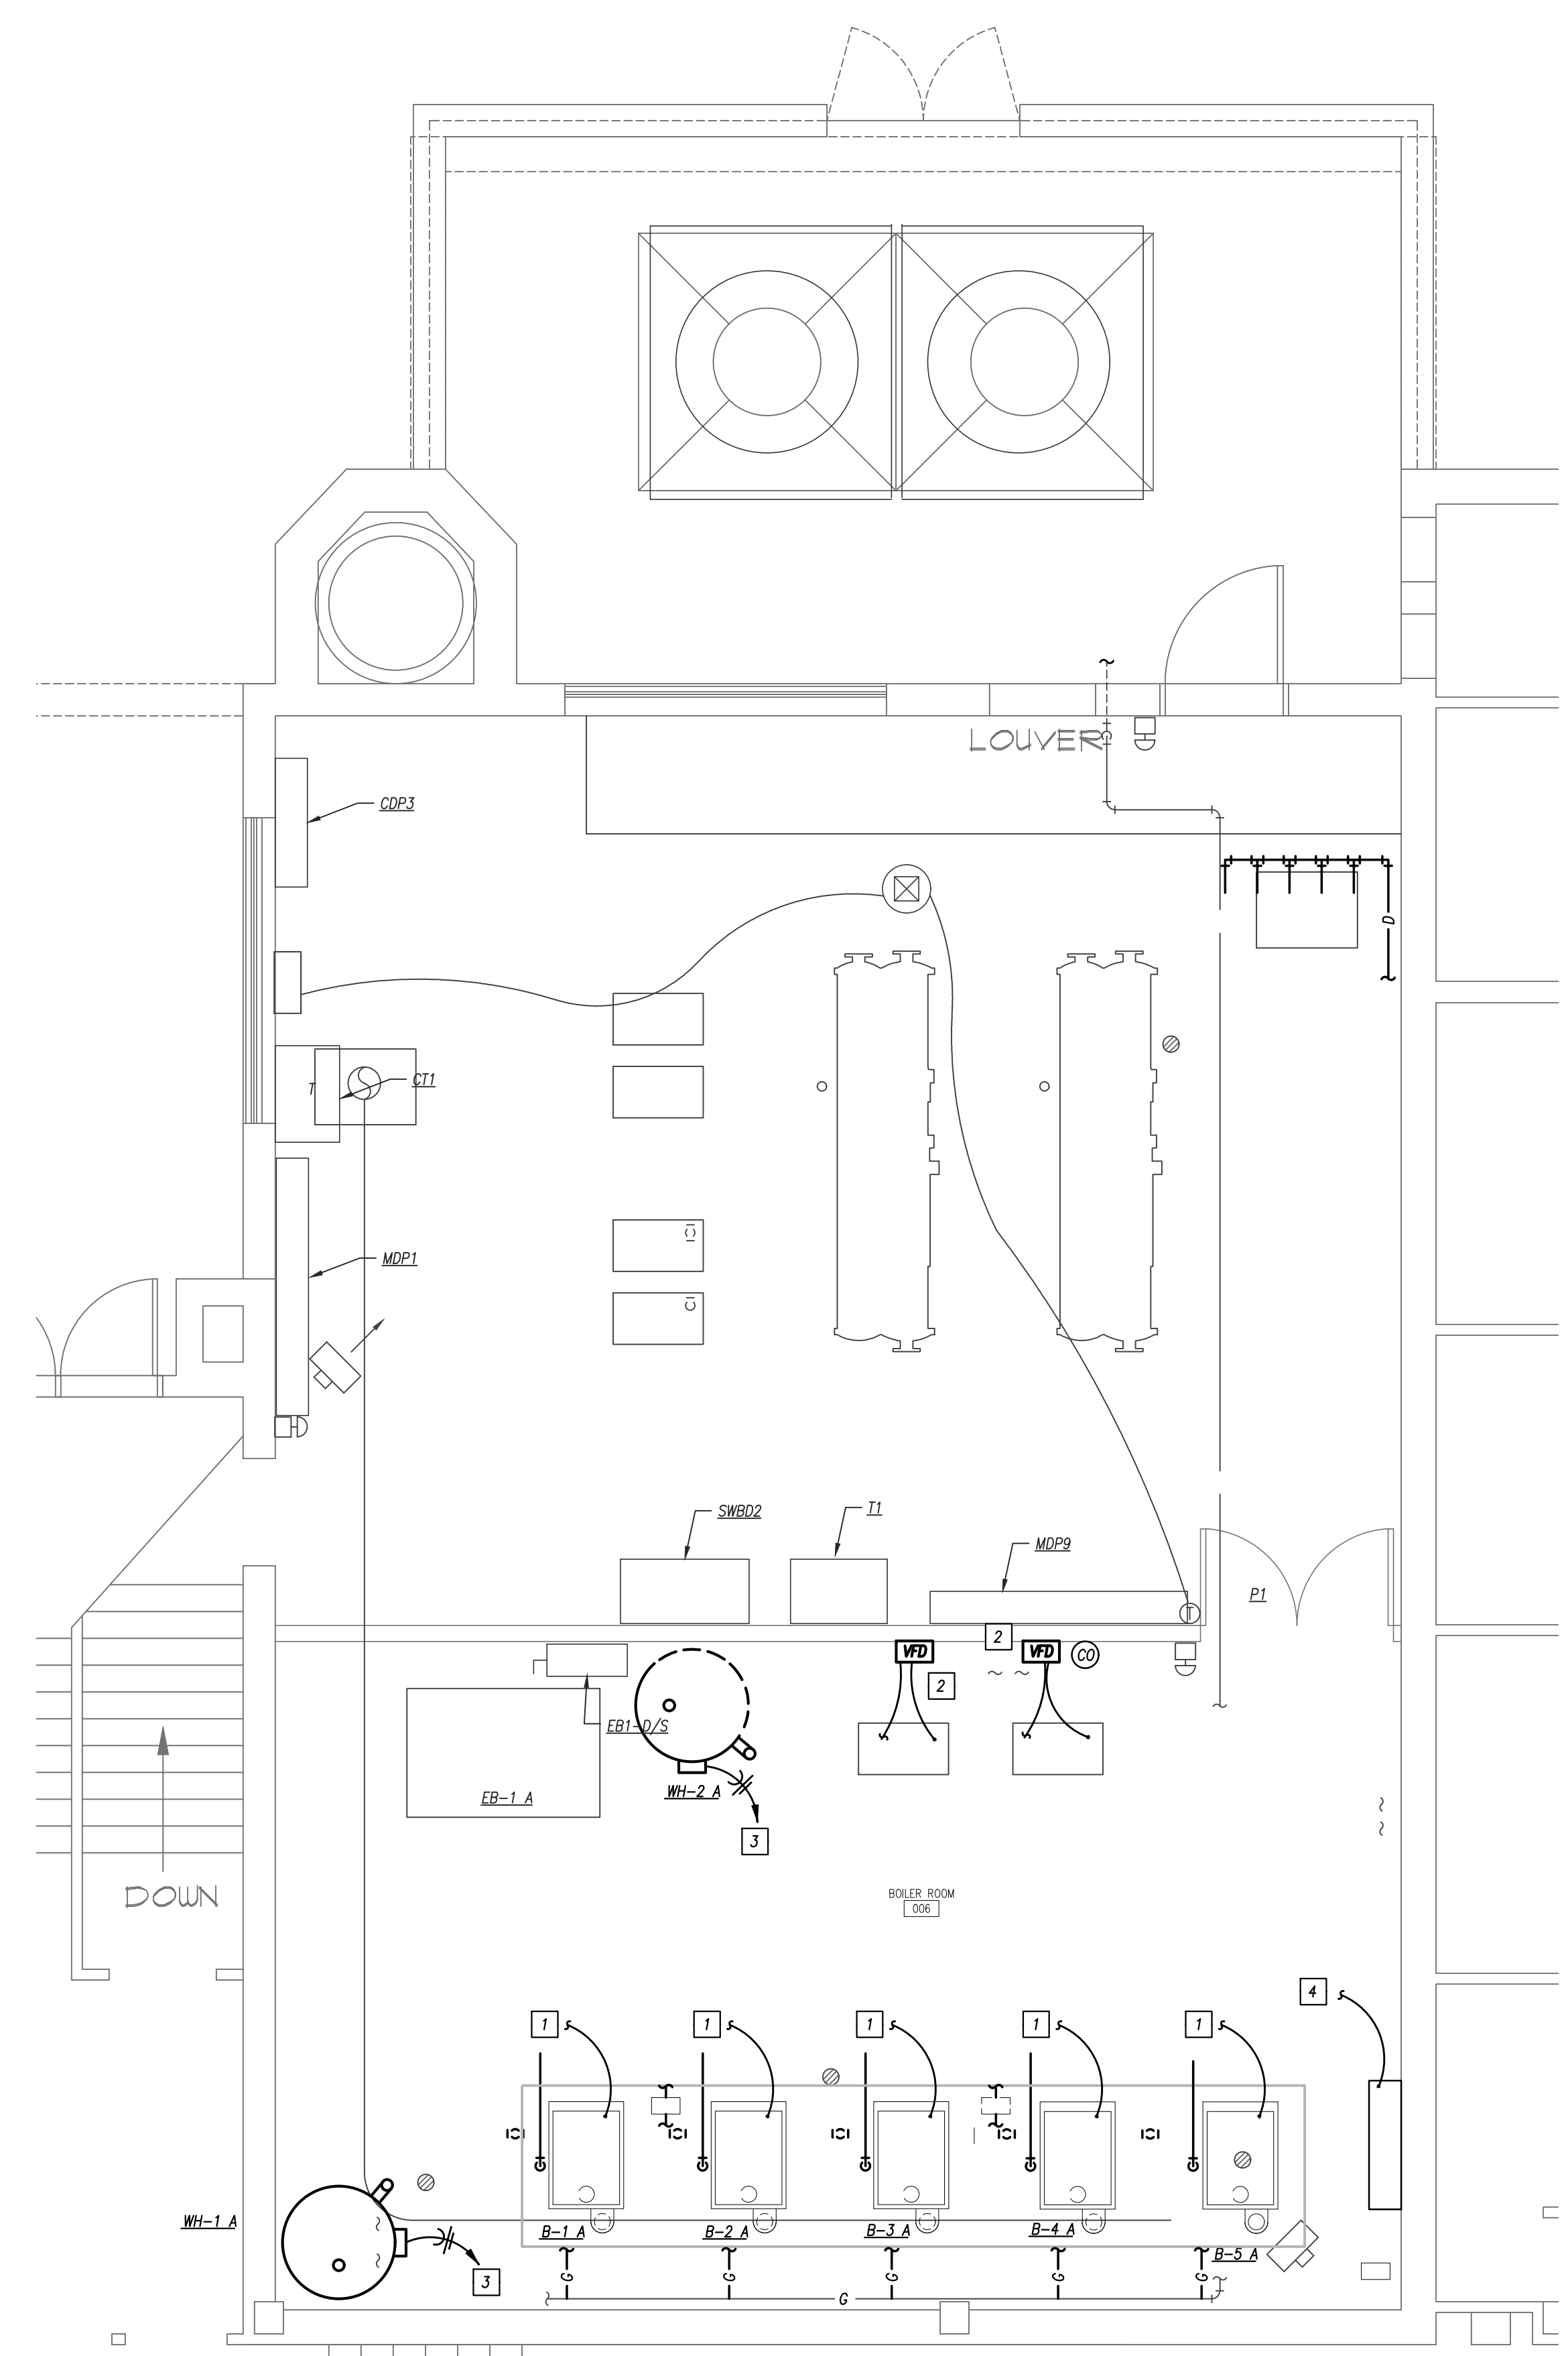 LOUVER
CDP3
D
T
CT1
MDP1
SWBD2
T1
MDP9
P1
T
2
VFD
VFD
CO
2
EB1-D/S
WH-2 A
EB-1 A
3
DOWN
BOILER ROOM
006
4
1
1
1
1
1
WH-1 A
B-1 A
B-2 A
B-3 A
B-4 A
B-5 A
3
G
G
G
G
G
G